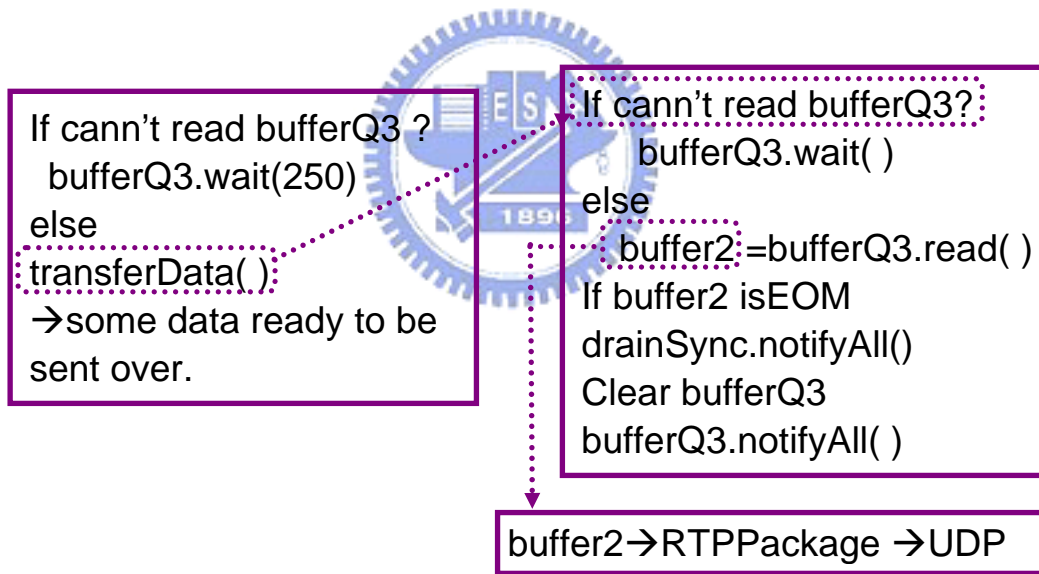 If cann't read bufferQ3 ?
bufferQ3.wait(250)
else
transferData( )
→some data ready to be
sent over.
If cann't read bufferQ3?
bufferQ3.wait( )
else
buffer2 =bufferQ3.read( )
If buffer2 isEOM
drainSync.notifyAll()
Clear bufferQ3
bufferQ3.notifyAll( )
buffer2→RTPPackage →UDP
E S
1896